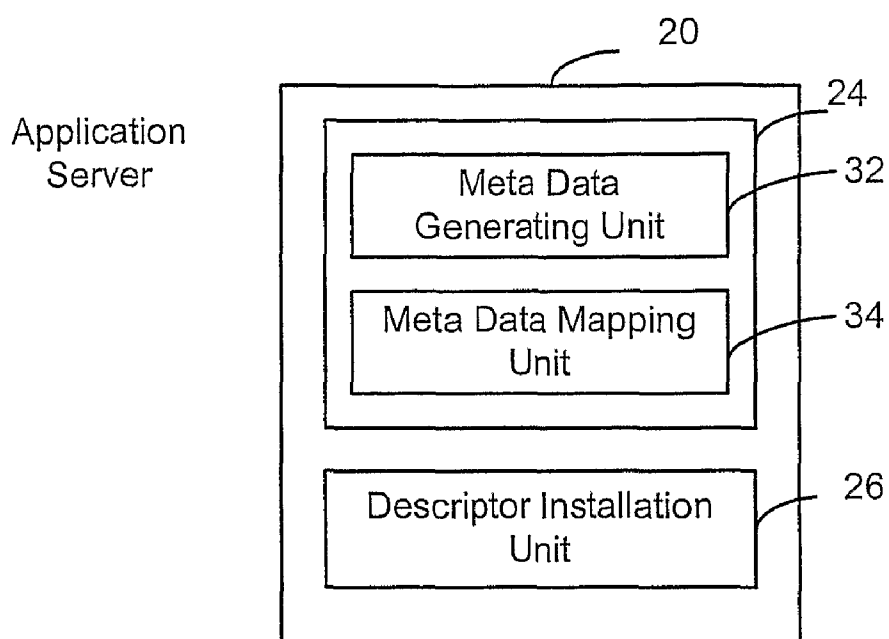 20
24
Application
Server
Meta Data
Generating Unit
32
Meta Data Mapping
Unit
34
Descriptor Installation
Unit
26